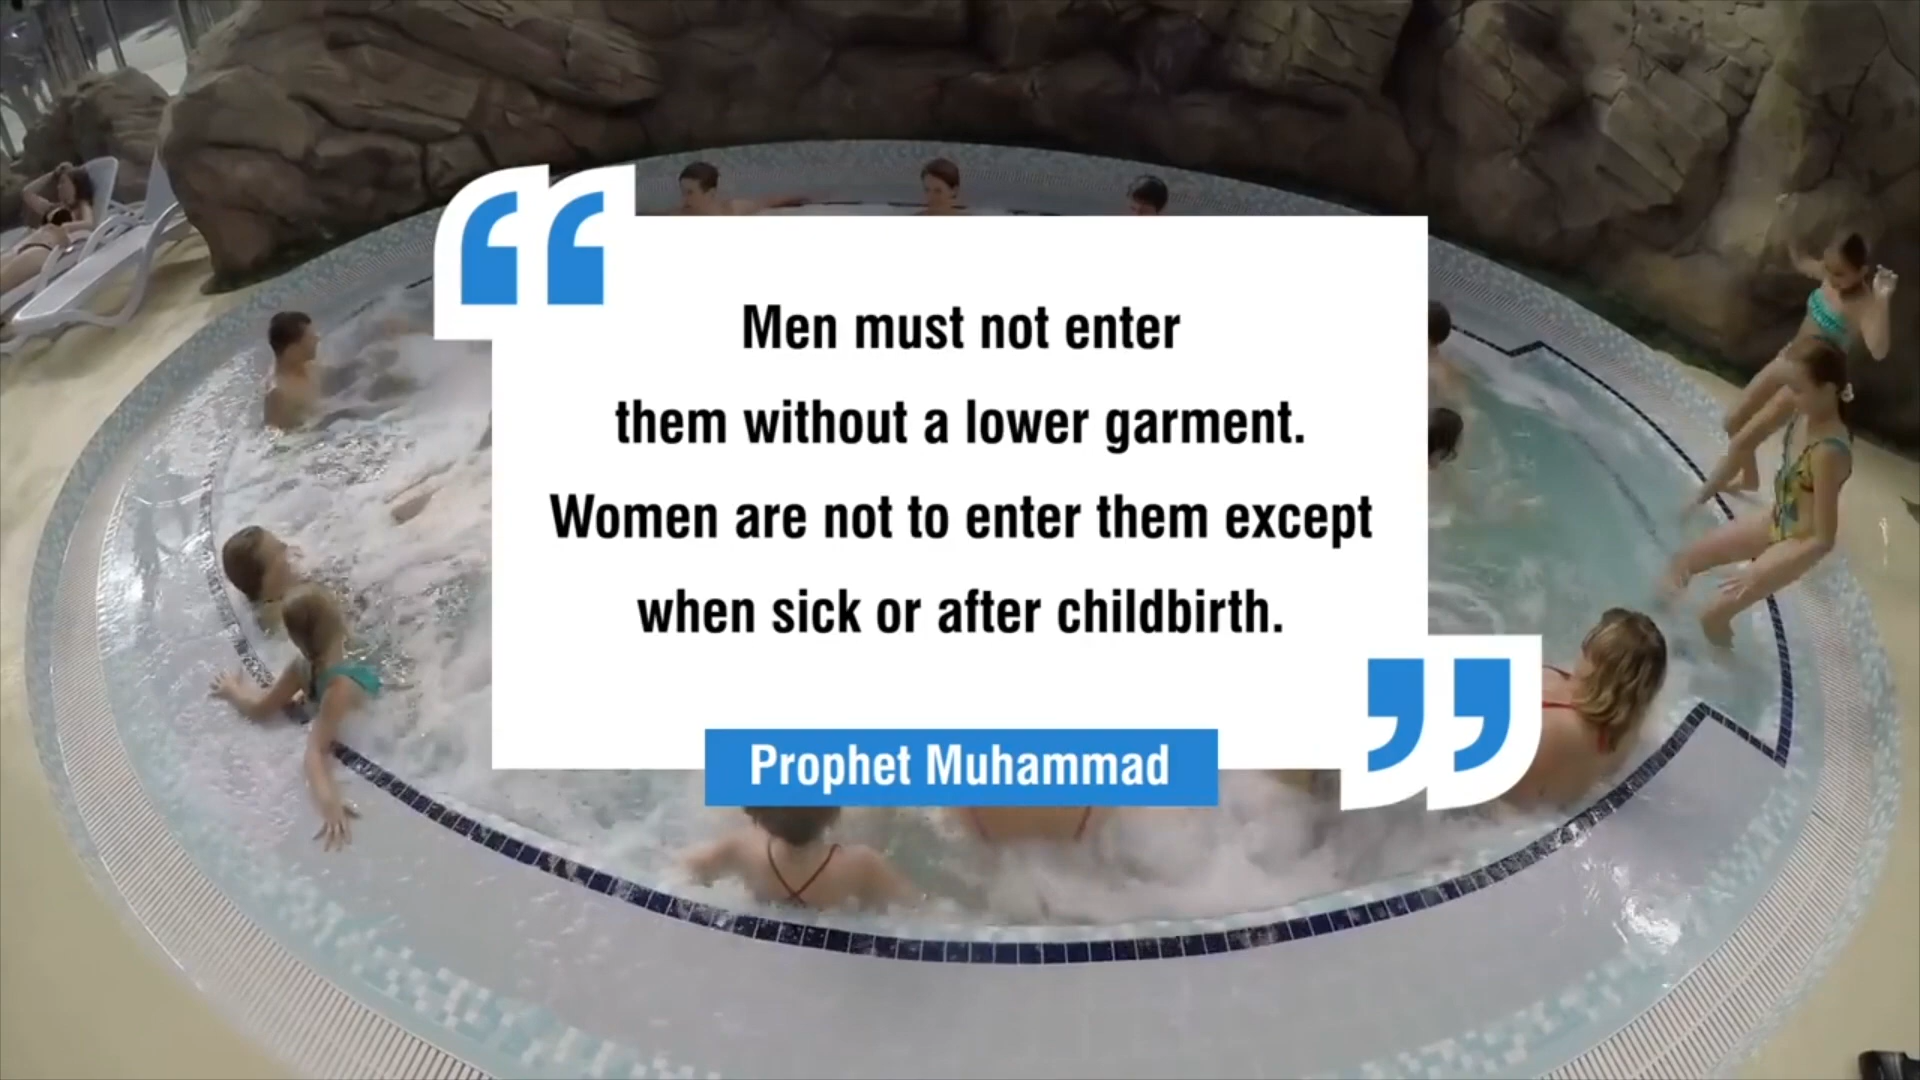 Men must not enter
them without a lower garment.
Women are not to enter them except
when sick or after childbirth.
Prophet Muhammad